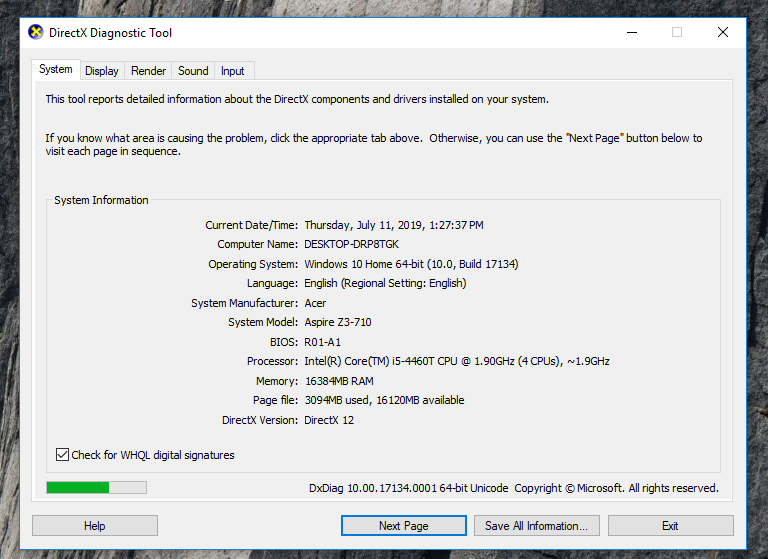 DirectX Diagnostic Tool
System Display Render Sound Input
This tool reports detailed information about the DirectX components and drivers installed on your system.
If you know what area is causing the problem, click the appropriate tab above.  Otherwise, you can use the "Next Page" button below to
visit each page in sequence.
System Information
Current Date/Time: Thursday, July 11, 2019, 1:27:37 PM
Computer Name: DESKTOP-DRP8TGK
Operating System: Windows 10 Home 64-bit (10.0, Build 17134)
Language: English (Regional Setting: English)
System Manufacturer: Acer
System Model: Aspire Z3-710
BIOS: R01-A1
Processor: Intel(R) Core(TM) i5-4460T CPU @ 1.90GHz (4 CPUs), ~1.9GHz
Memory: 16384MB RAM
Page file: 3094MB used, 16120MB available
DirectX Version: DirectX 12
Check for WHQL digital signatures
DxDiag 10.00.17134.0001 64-bit Unicode  Copyright © Microsoft. All rights reserved.
Help Next Page Save All Information... Exit